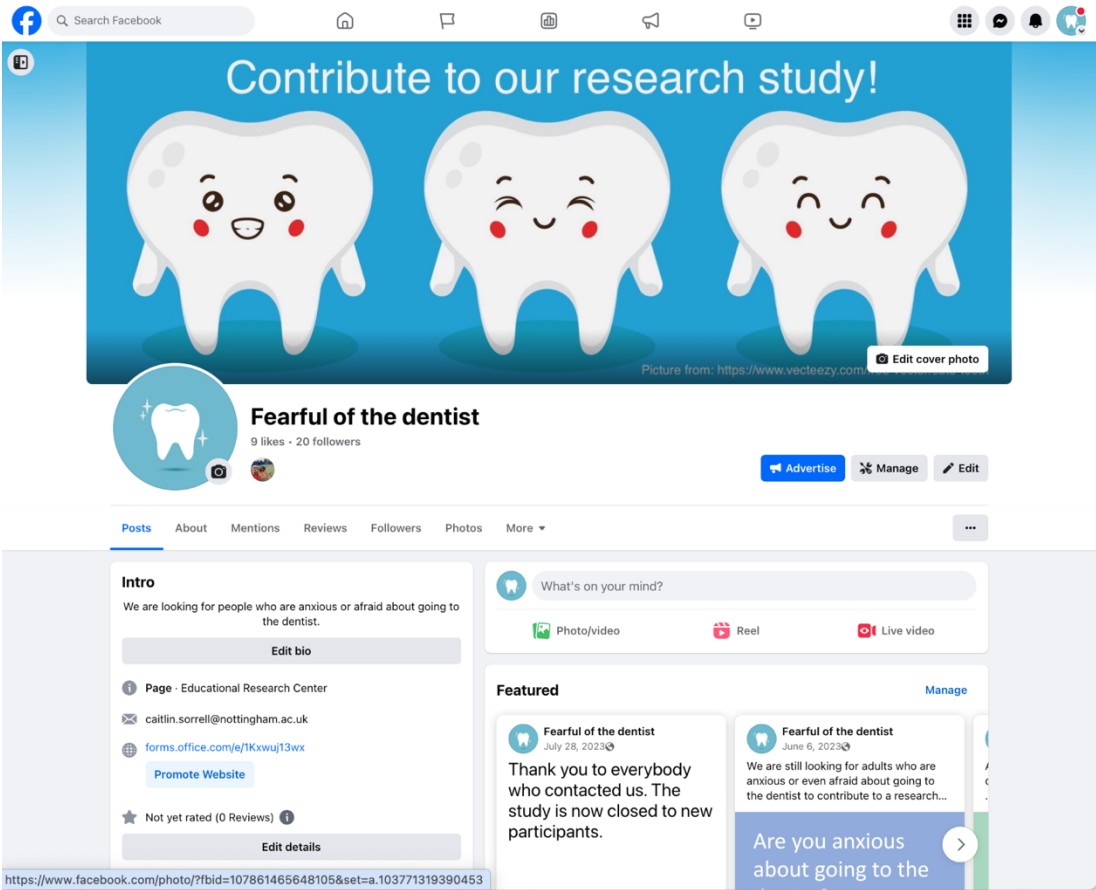 Search Facebook
Contribute to our research study!
Picture from: https://www.vecteezy.com/
Edit cover photo
Fearful of the dentist
9 likes · 20 followers
Advertise
Manage
Edit
Posts About Mentions Reviews Followers Photos More
Intro
We are looking for people who are anxious or afraid about going to
the dentist.
Edit bio
Page · Educational Research Center
caitlin.sorrell@nottingham.ac.uk
forms.office.com/e/1Kxwuj13wx
Promote Website
Not yet rated (0 Reviews)
Edit details
What's on your mind?
Photo/video
Reel
Live video
Featured
Manage
Fearful of the dentist
July 28, 2023
Thank you to everybody
who contacted us. The
study is now closed to new
participants.
Fearful of the dentist
June 6, 2023
We are still looking for adults who are
anxious or even afraid about going to
the dentist to contribute to a research...
Are you anxious
about going to the
https://www.facebook.com/photo/?fbid=107861465648105&set=a.103771319390453